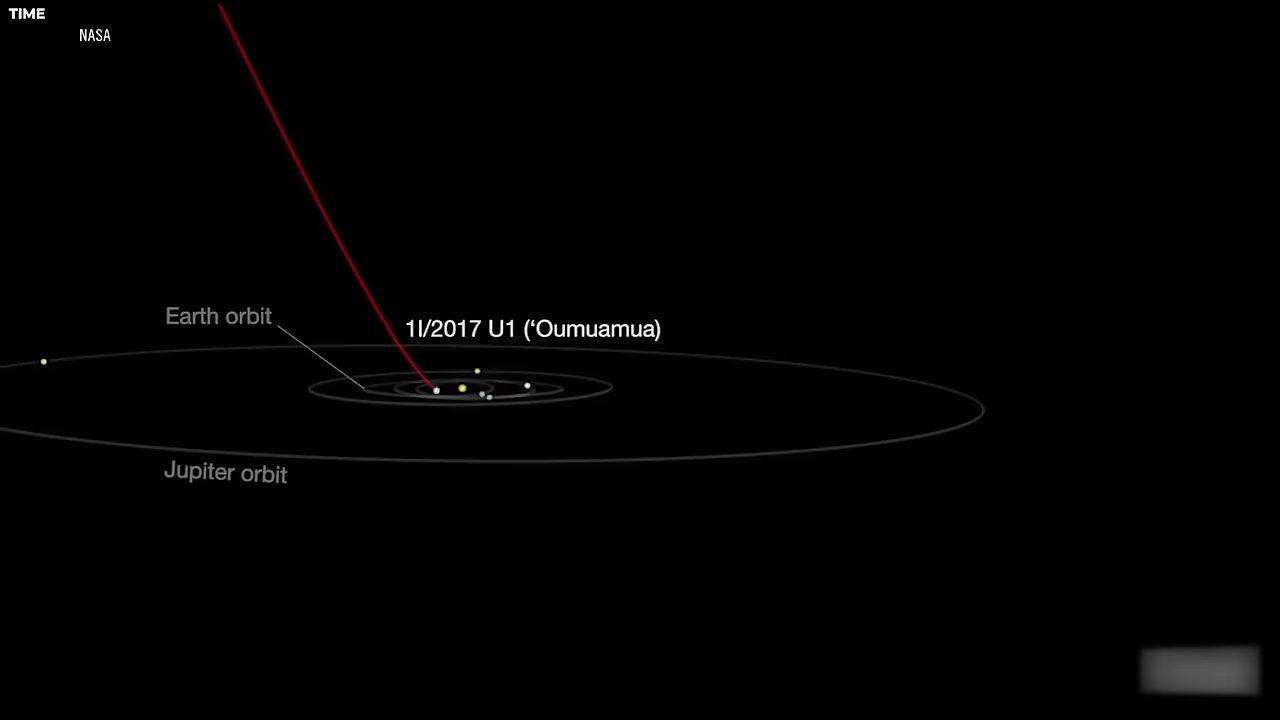 TIME
NASA
Earth orbit
1I/2017 U1 (‘Oumuamua)
Jupiter orbit